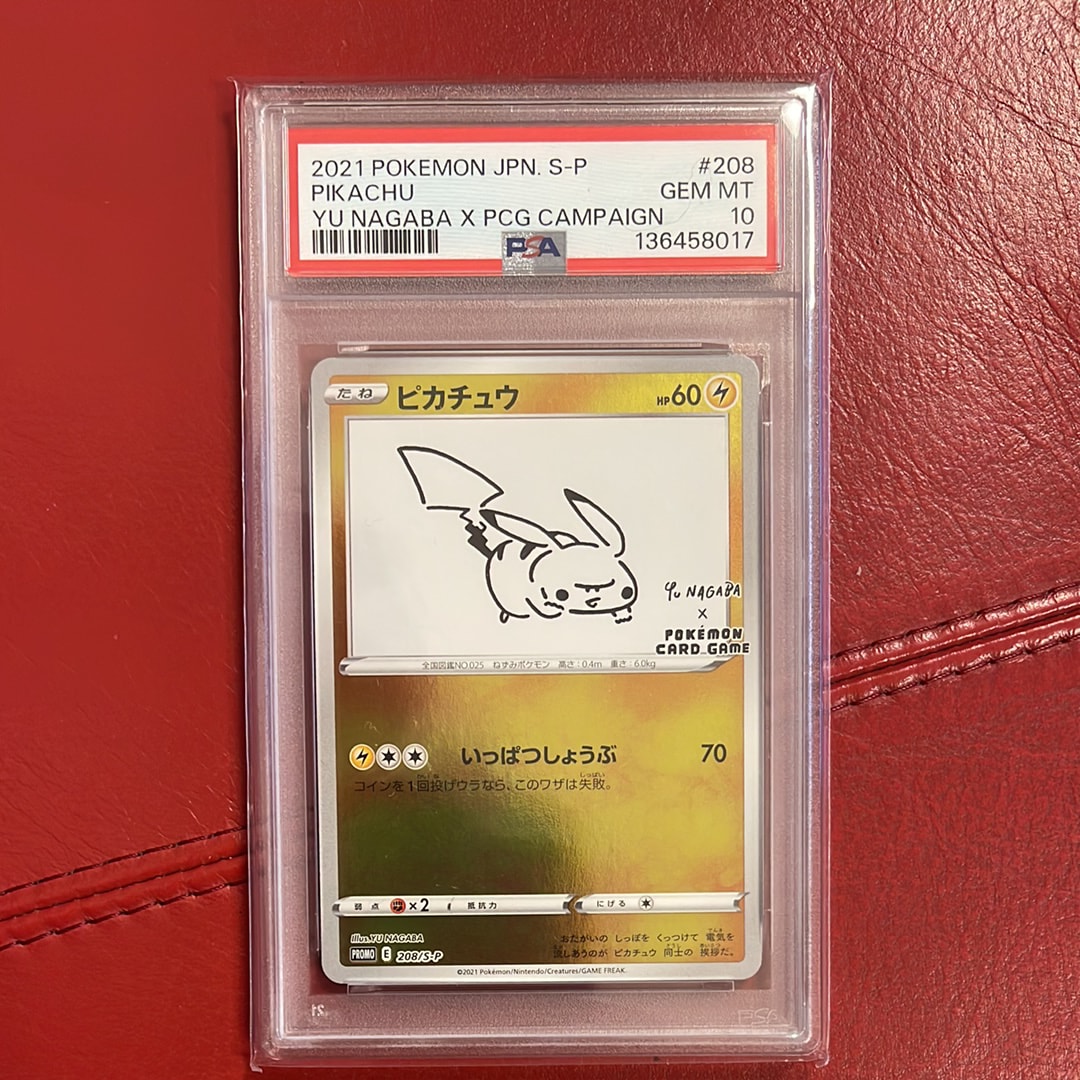 2021 POKEMON JPN. S-P #208
PIKACHU GEM MT
YU NAGABA X PCG CAMPAIGN 10
PSA 136458017
たね ピカチュウ HP60
YU NAGABA
X
POKÉMON
CARD GAME
全国図鑑NO.025 ねずみポケモン 高さ:0.4m 重さ:6.0kg
いっぱつしょうぶ 70
コインを1回投げウラなら、このワザは失敗。
弱点 ×2 抵抗力 にげる
Illus.YU NAGABA
PROMO E 208/S-P
おたがいの しっぽを くっつけて 電気を
流しあうのが ピカチュウ 同士の 挨拶だ。
©2021 Pokémon/Nintendo/Creatures/GAME FREAK.
PSA